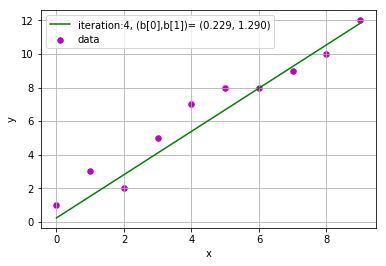 iteration:4, (b[0],b[1])= (0.229, 1.290)
data
12
10
8
6
4
2
0
y
0 2 4 6 8
x